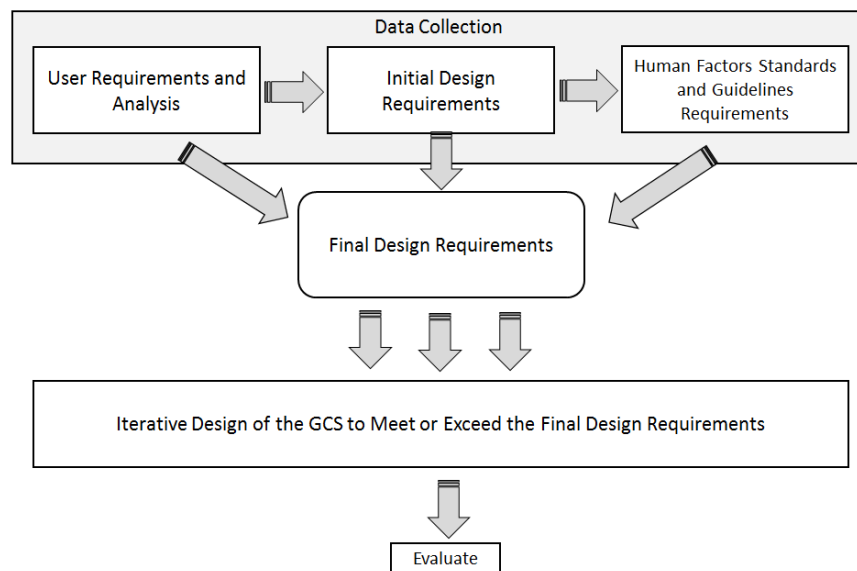 Data Collection
User Requirements and
Analysis
Initial Design
Requirements
Human Factors Standards
and Guidelines
Requirements
Final Design Requirements
Iterative Design of the GCS to Meet or Exceed the Final Design Requirements
Evaluate